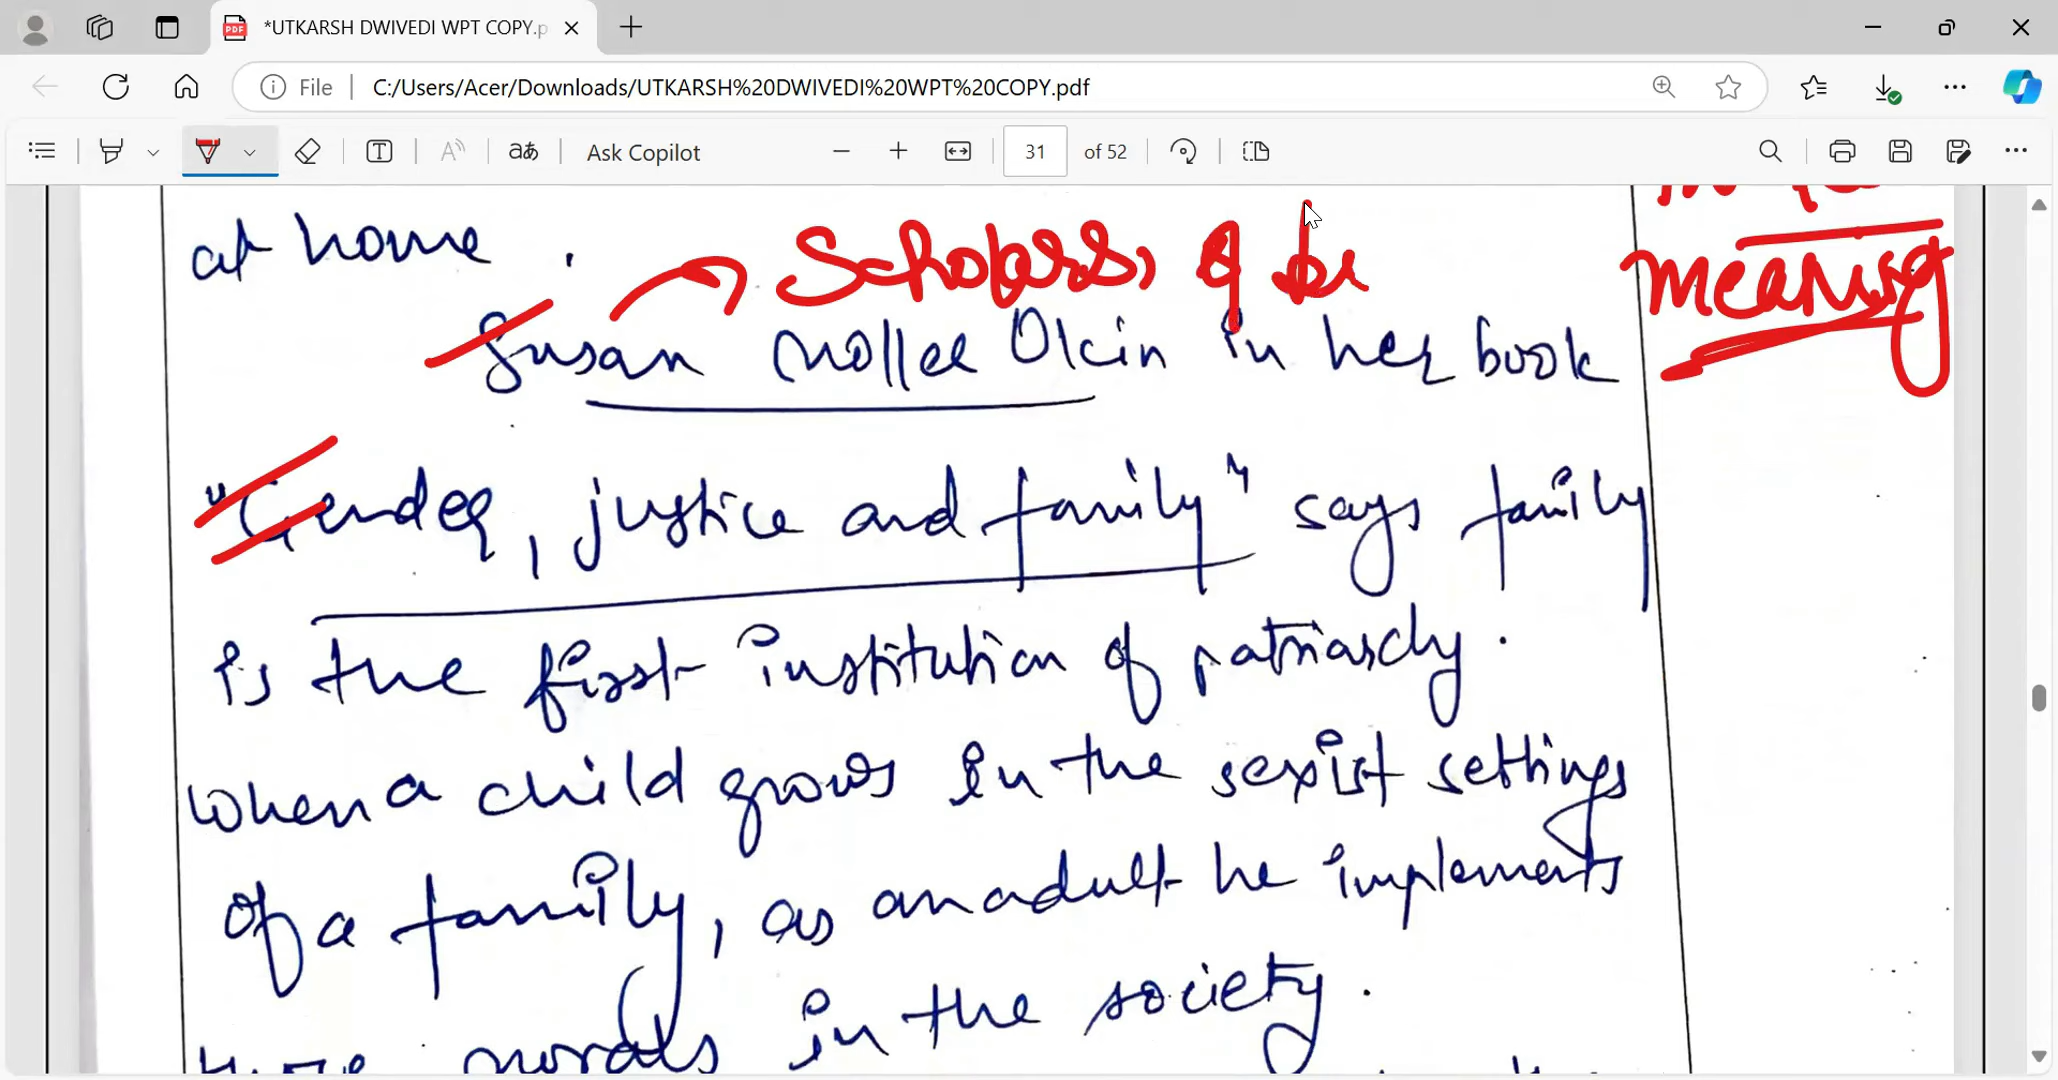 *UTKARSH DWIVEDI WPT COPY.p
File
C:/Users/Acer/Downloads/UTKARSH%20DWIVEDI%20WPT%20COPY.pdf
Ask Copilot
31 of 52
at home .
Scholars,
meaning
Susan Moller Okin in her book
"Gender, justice and family" says family
is the first institution of patriarchy.
When a child grows in the sexist settings
of a family, as an adult he implements
morals in the society.